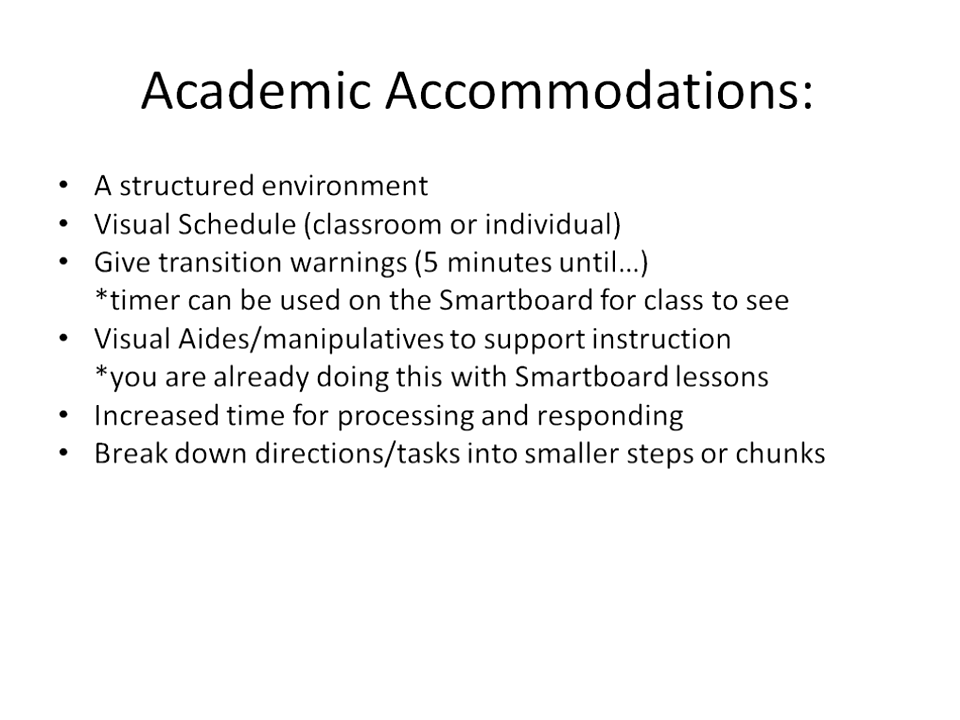 Academic Accommodations:
• A structured environment
• Visual Schedule (classroom or individual)
• Give transition warnings (5 minutes until...)
*timer can be used on the Smartboard for class to see
• Visual Aides/manipulatives to support instruction
*you are already doing this with Smartboard lessons
• Increased time for processing and responding
• Break down directions/tasks into smaller steps or chunks